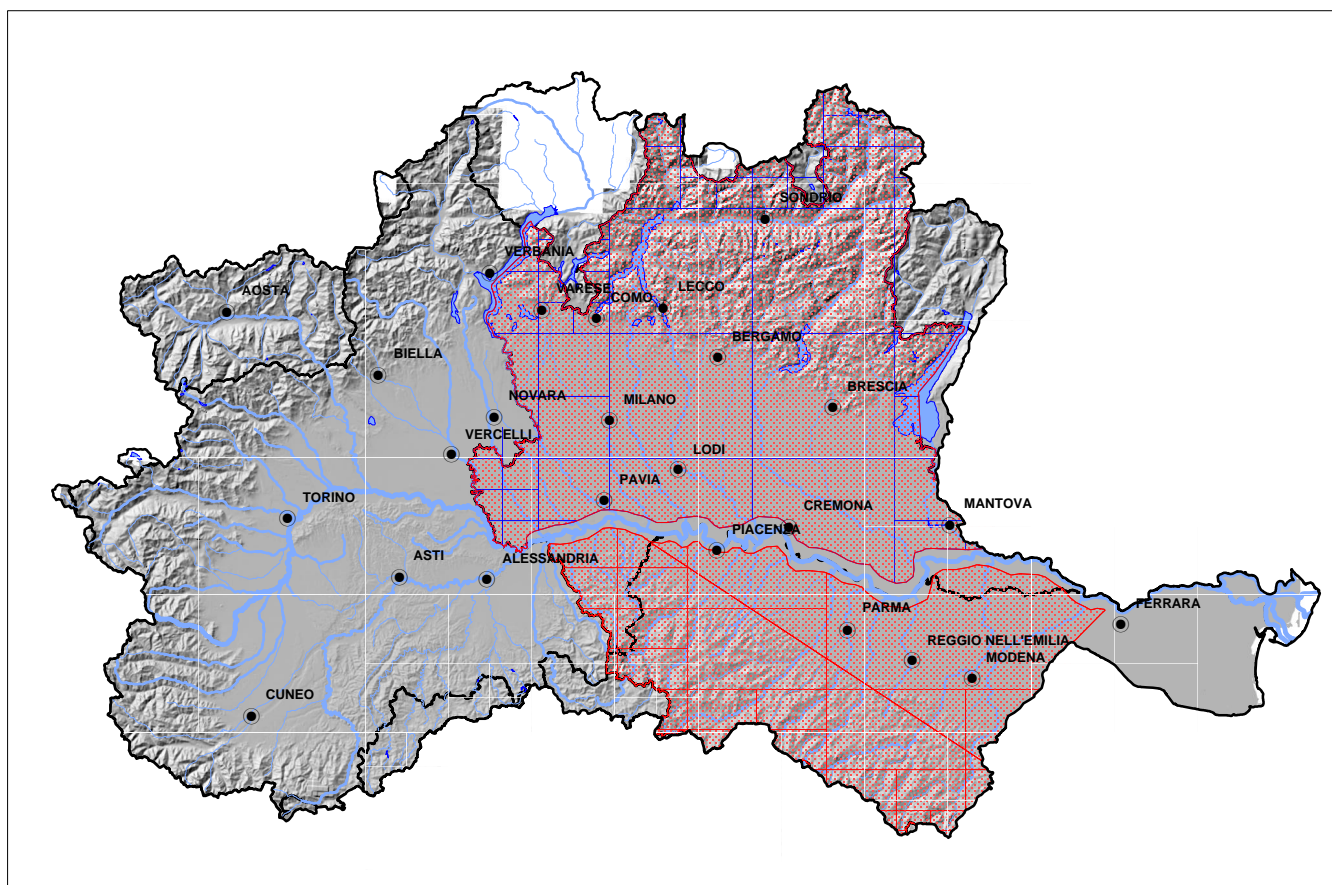 SONDRIO
VERBANIA
AOSTA
VARESE
COMO
LECCO
BERGAMO
BIELLA
BRESCIA
NOVARA
MILANO
VERCELLI
LODI
PAVIA
TORINO
CREMONA
MANTOVA
PIACENZA
ASTI
ALESSANDRIA
PARMA
FERRARA
REGGIO NELL'EMILIA
MODENA
CUNEO